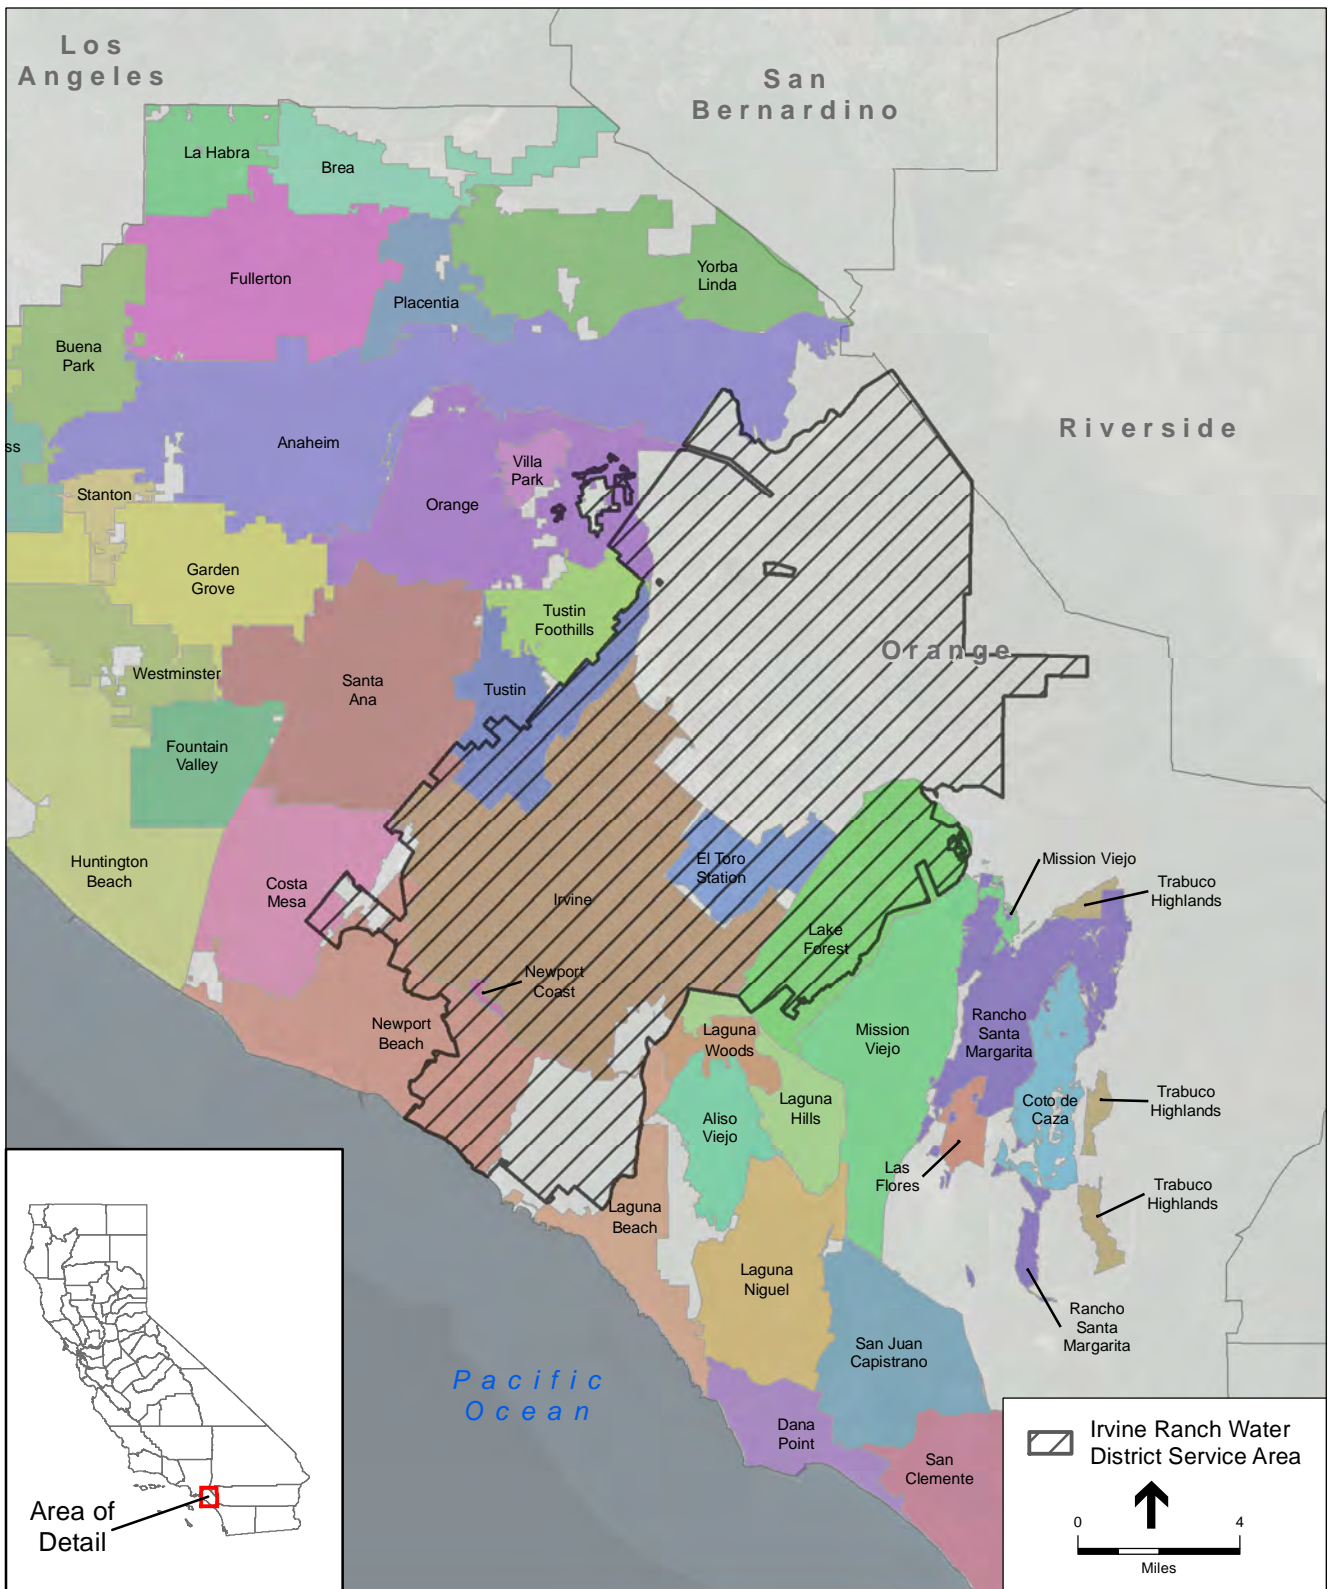 Los
Angeles
San
Bernardino
La Habra
Brea
Fullerton
Yorba
Linda
Placentia
Buena
Park
Riverside
Anaheim
ss
Villa
Park
Stanton
Orange
Garden
Grove
Tustin
Foothills
Orange
Westminster
Santa
Ana
Tustin
Fountain
Valley
Huntington
Beach
Costa
Mesa
El Toro
Station
Irvine
Mission Viejo
Trabuco
Highlands
Lake
Forest
Newport
Coast
Newport
Beach
Laguna
Woods
Mission
Viejo
Rancho
Santa
Margarita
Aliso
Viejo
Laguna
Hills
Coto de
Caza
Trabuco
Highlands
Las
Flores
Laguna
Beach
Trabuco
Highlands
Laguna
Niguel
Rancho
Santa
Margarita
San Juan
Capistrano
Pacific
Ocean
Dana
Point
San
Clemente
Area of
Detail
Irvine Ranch Water
District Service Area
0 4
Miles